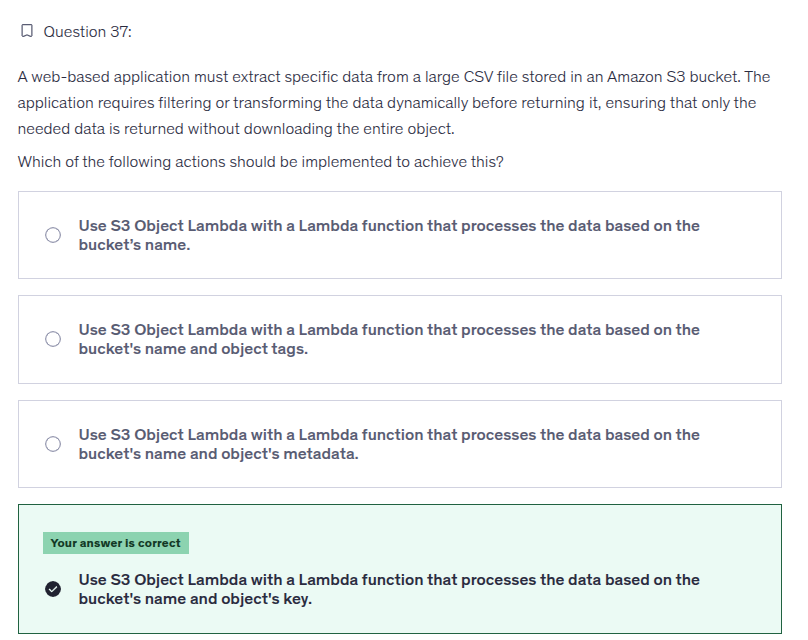 Question 37:
A web-based application must extract specific data from a large CSV file stored in an Amazon S3 bucket. The
application requires filtering or transforming the data dynamically before returning it, ensuring that only the
needed data is returned without downloading the entire object.
Which of the following actions should be implemented to achieve this?
Use S3 Object Lambda with a Lambda function that processes the data based on the
bucket's name.
Use S3 Object Lambda with a Lambda function that processes the data based on the
bucket's name and object tags.
Use S3 Object Lambda with a Lambda function that processes the data based on the
bucket's name and object's metadata.
Your answer is correct
Use S3 Object Lambda with a Lambda function that processes the data based on the
bucket's name and object's key.